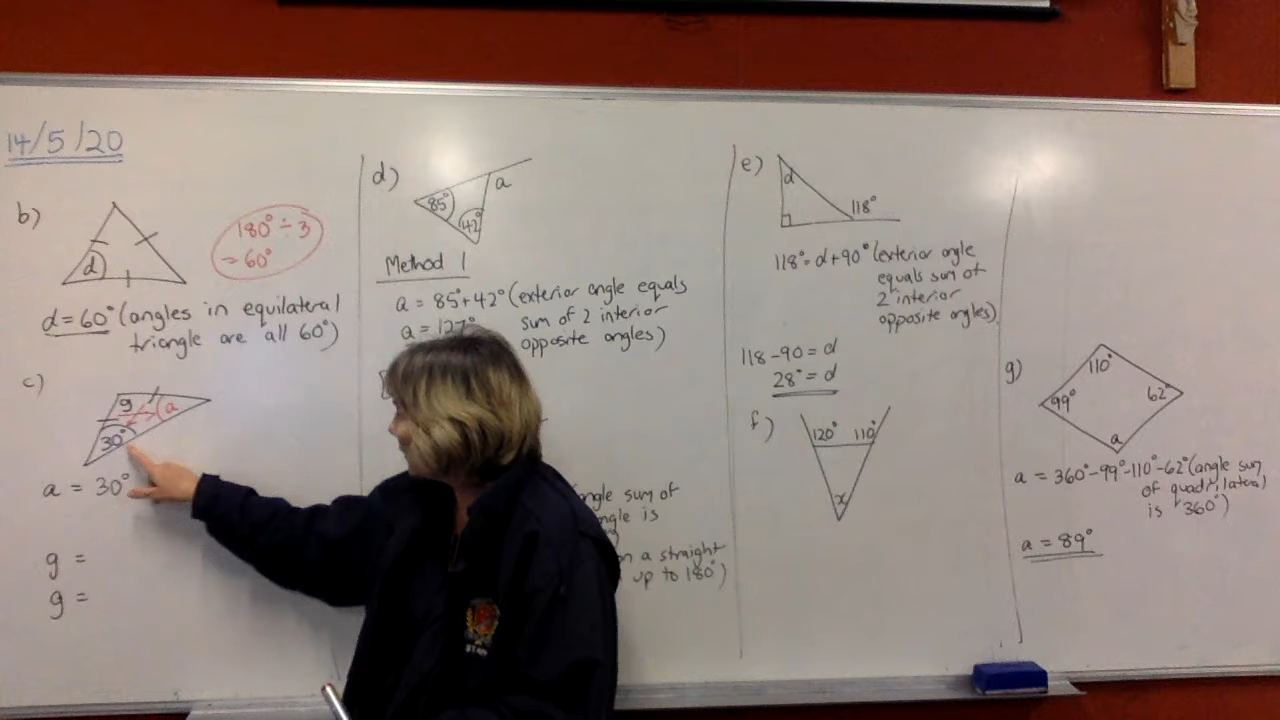 14/5/20
b)
d
180° ÷ 3
= 60°
d = 60° (angles in equilateral
triangle are all 60°)
c)
g
a
30°
a = 30°
g =
g =
d)
85°
42°
a
Method 1
a = 85°+42° (exterior angle equals
a = 127° sum of 2 interior
opposite angles)
angle sum of
is
on a straight
up to 180°)
e)
d
118°
118° = d+90° (exterior angle
equals sum of
2 interior
opposite angles)
118 - 90 = d
28° = d
f)
120° 110°
x
g)
110°
99°
62°
a
a = 360°-99°-110°-62° (angle sum
of quadrilateral
is 360°)
a = 89°
STAFF